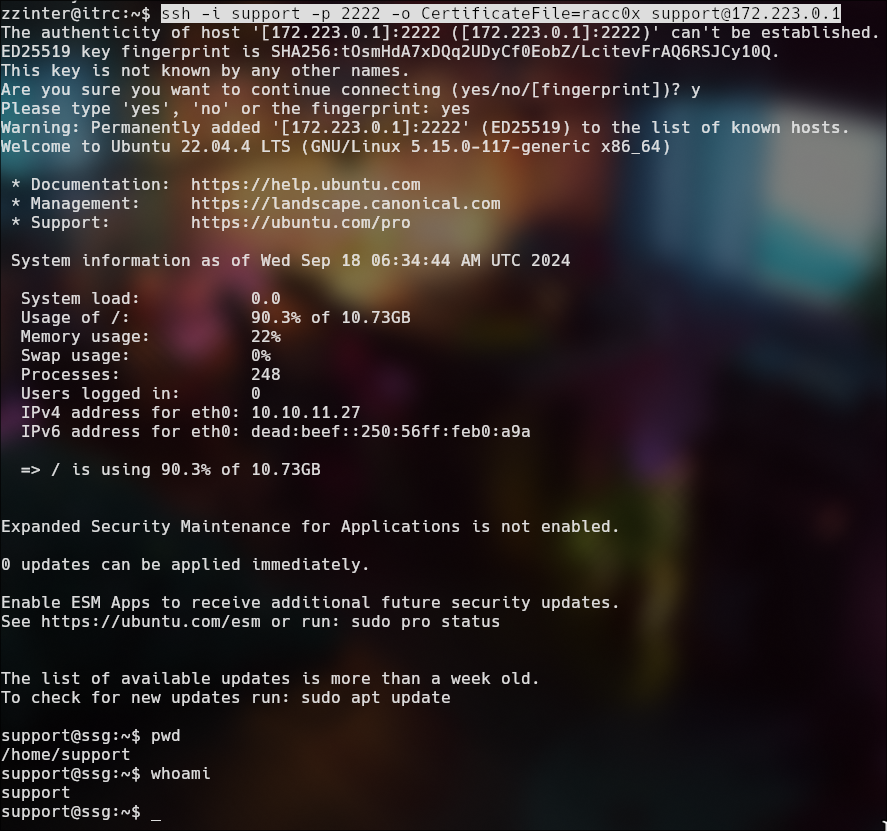 zzinter@itrc:~$ ssh -i support -p 2222 -o CertificateFile=racc0x support@172.223.0.1
The authenticity of host '[172.223.0.1]:2222 ([172.223.0.1]:2222)' can't be established.
ED25519 key fingerprint is SHA256:tOsmHdA7xDQq2UDyCf0EobZ/LcitevFrAQ6RSJCy10Q.
This key is not known by any other names.
Are you sure you want to continue connecting (yes/no/[fingerprint])? y
Please type 'yes', 'no' or the fingerprint: yes
Warning: Permanently added '[172.223.0.1]:2222' (ED25519) to the list of known hosts.
Welcome to Ubuntu 22.04.4 LTS (GNU/Linux 5.15.0-117-generic x86_64)

 * Documentation:  https://help.ubuntu.com
 * Management:     https://landscape.canonical.com
 * Support:        https://ubuntu.com/pro

 System information as of Wed Sep 18 06:34:44 AM UTC 2024

  System load:           0.0
  Usage of /:            90.3% of 10.73GB
  Memory usage:          22%
  Swap usage:            0%
  Processes:             248
  Users logged in:       0
  IPv4 address for eth0: 10.10.11.27
  IPv6 address for eth0: dead:beef::250:56ff:feb0:a9a

  => / is using 90.3% of 10.73GB

Expanded Security Maintenance for Applications is not enabled.

0 updates can be applied immediately.

Enable ESM Apps to receive additional future security updates.
See https://ubuntu.com/esm or run: sudo pro status

The list of available updates is more than a week old.
To check for new updates run: sudo apt update

support@ssg:~$ pwd
/home/support
support@ssg:~$ whoami
support
support@ssg:~$ _